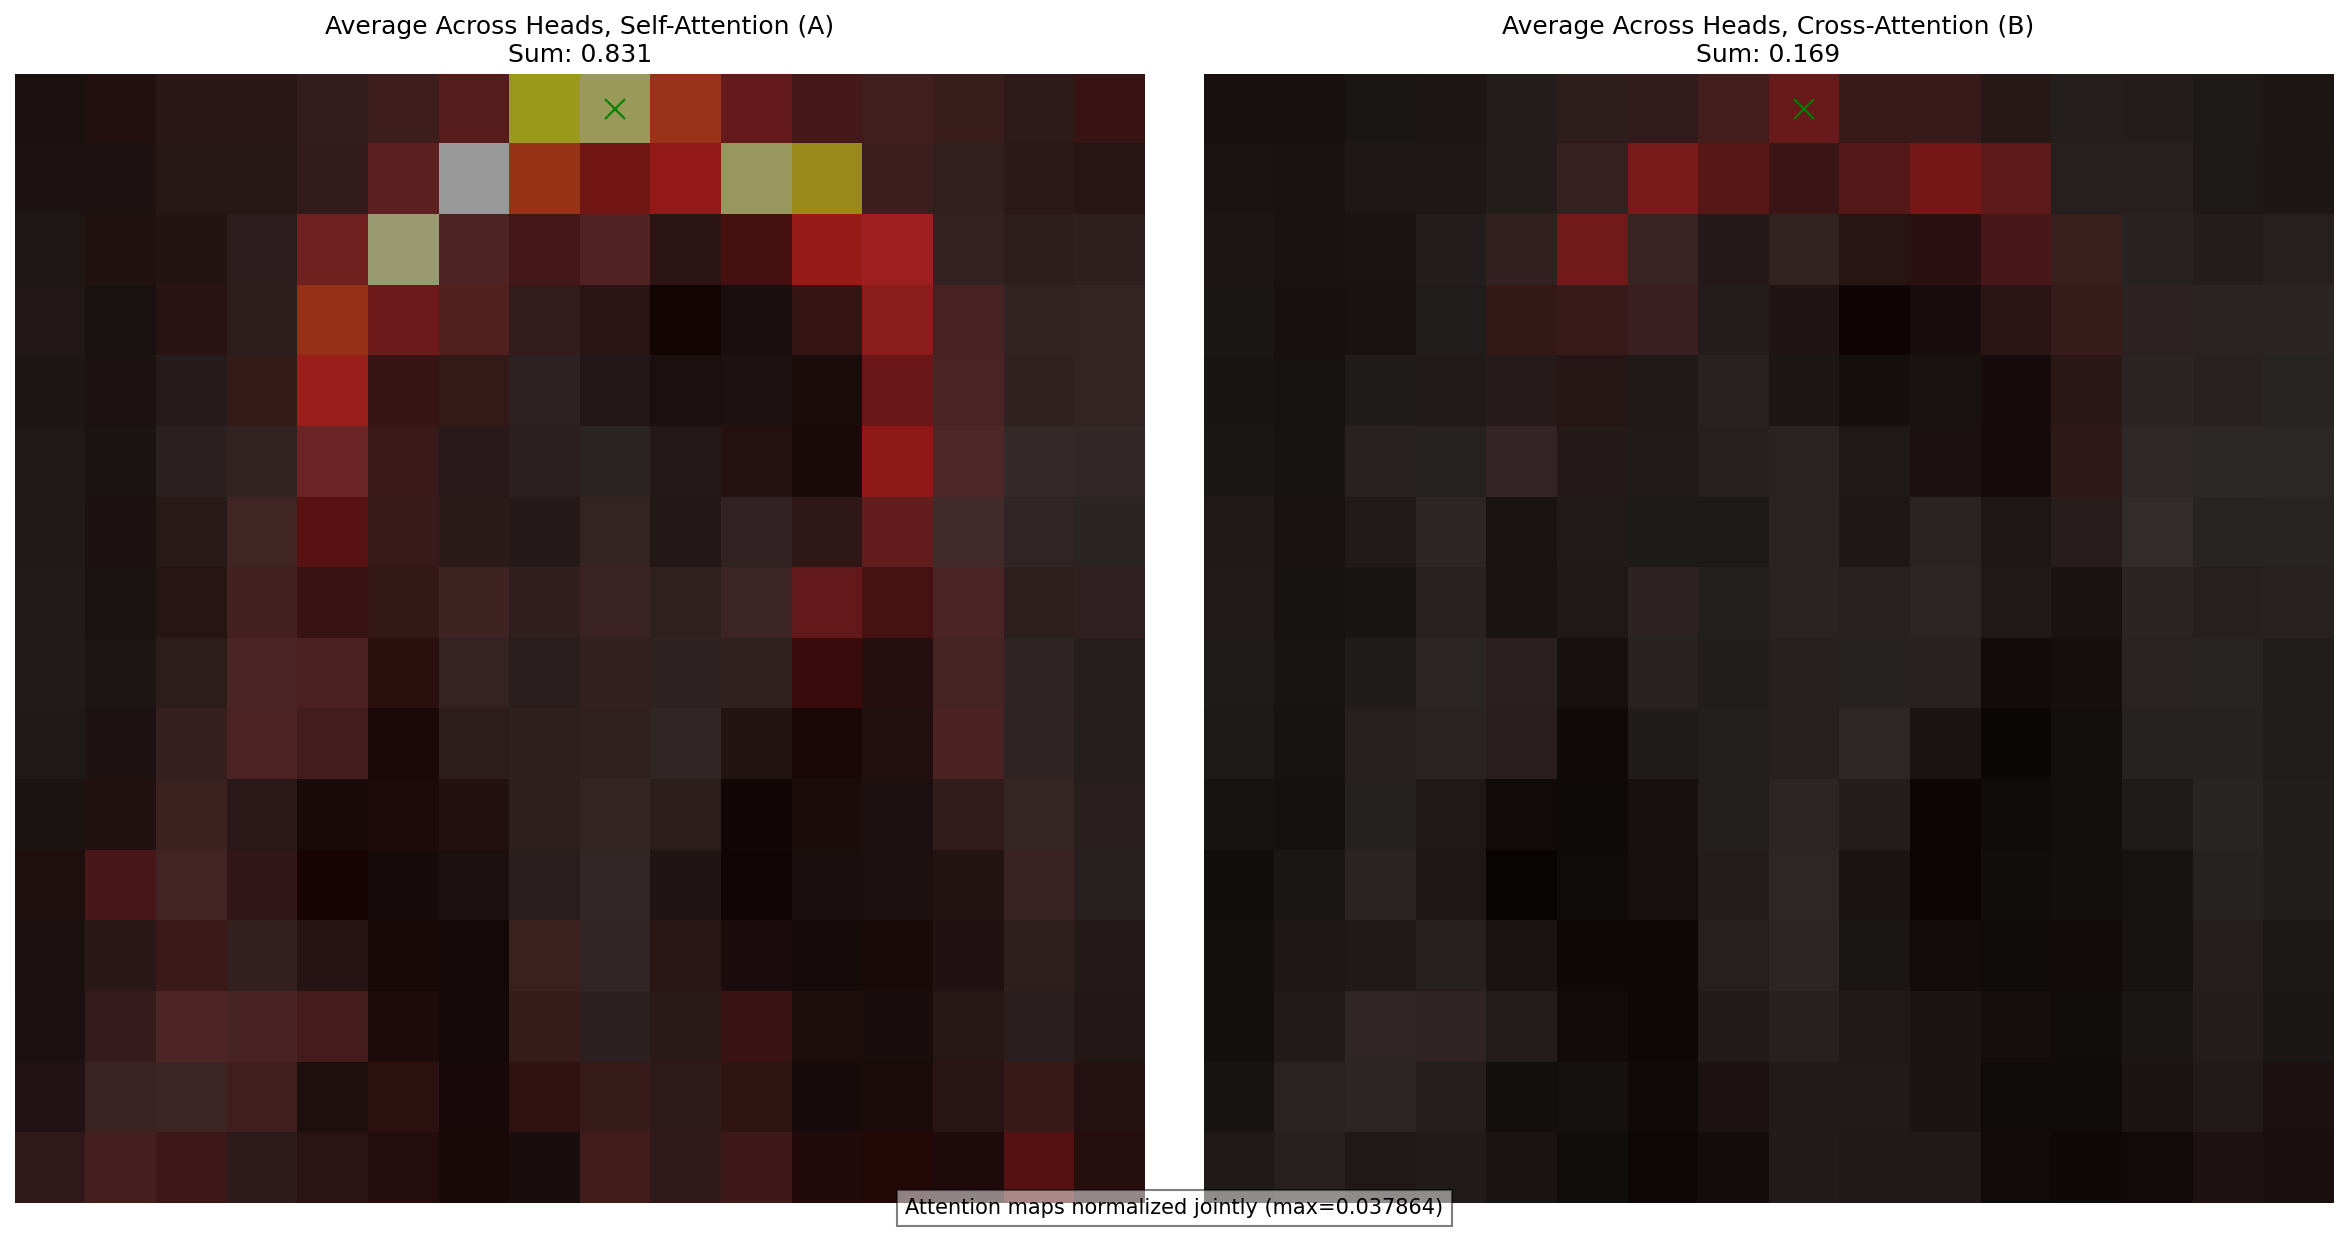 Average Across Heads, Self-Attention (A)
Sum: 0.831
Average Across Heads, Cross-Attention (B)
Sum: 0.169
Attention maps normalized jointly (max=0.037864)